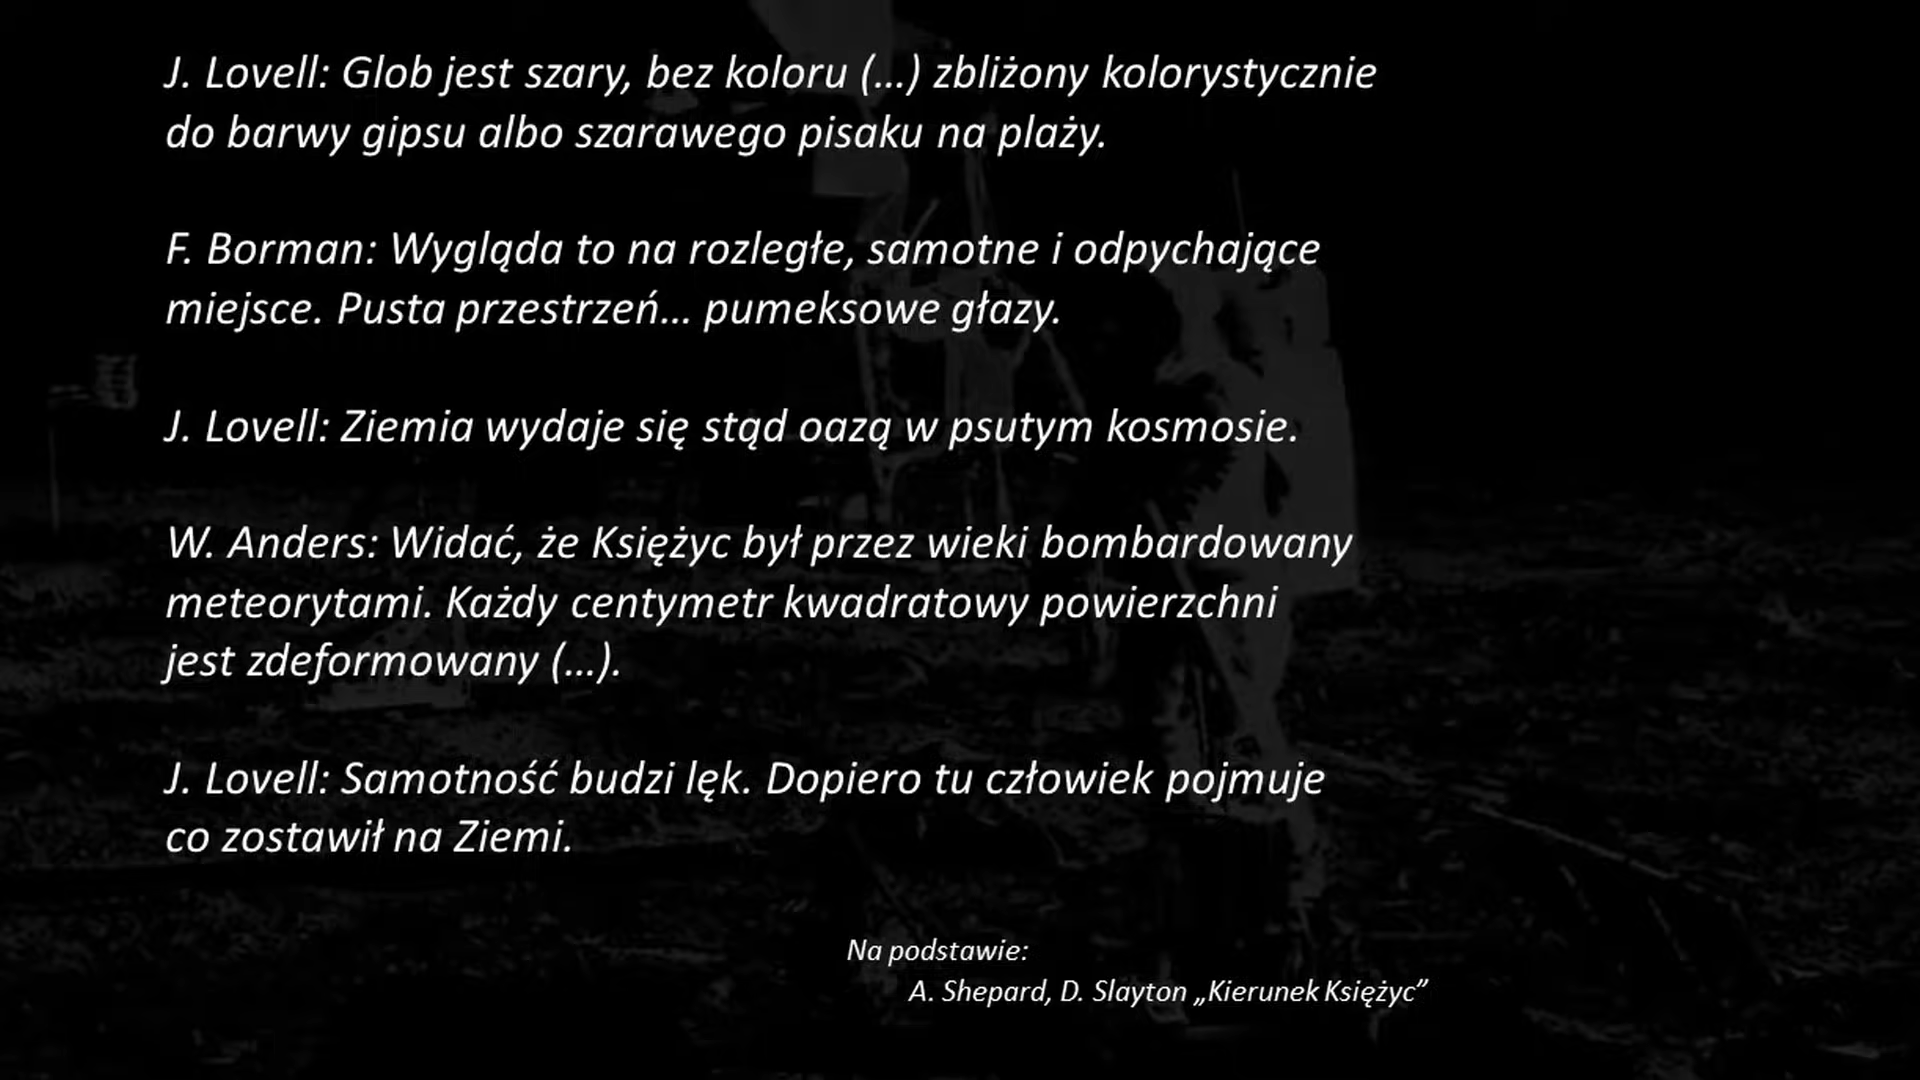 J. Lovell: Glob jest szary, bez koloru (...) zbliżony kolorystycznie
do barwy gipsu albo szarawego pisaku na plaży.
F. Borman: Wygląda to na rozległe, samotne i odpychające
miejsce. Pusta przestrzeń... pumeksowe głazy.
J. Lovell: Ziemia wydaje się stąd oazą w psutym kosmosie.
W. Anders: Widać, że Księżyc był przez wieki bombardowany
meteorytami. Każdy centymetr kwadratowy powierzchni
jest zdeformowany (...).
J. Lovell: Samotność budzi lęk. Dopiero tu człowiek pojmuje
co zostawił na Ziemi.
Na podstawie:
A. Shepard, D. Slayton „Kierunek Księżyc”